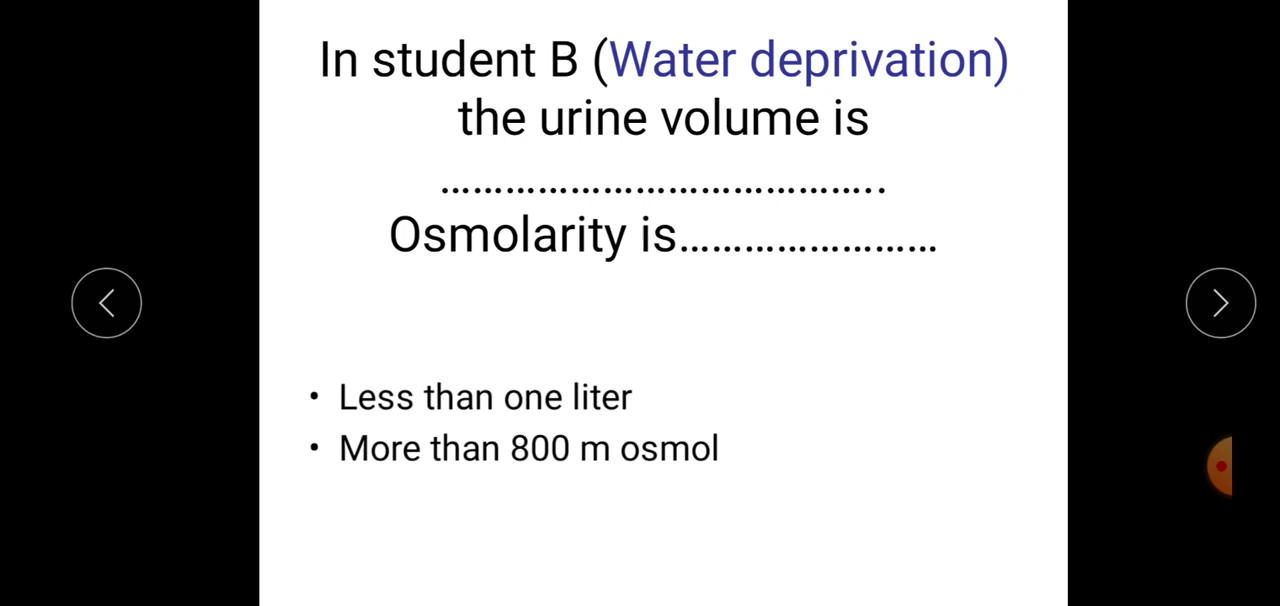 In student B (Water deprivation)
the urine volume is
…………………………………..
Osmolarity is……………………
• Less than one liter
• More than 800 m osmol